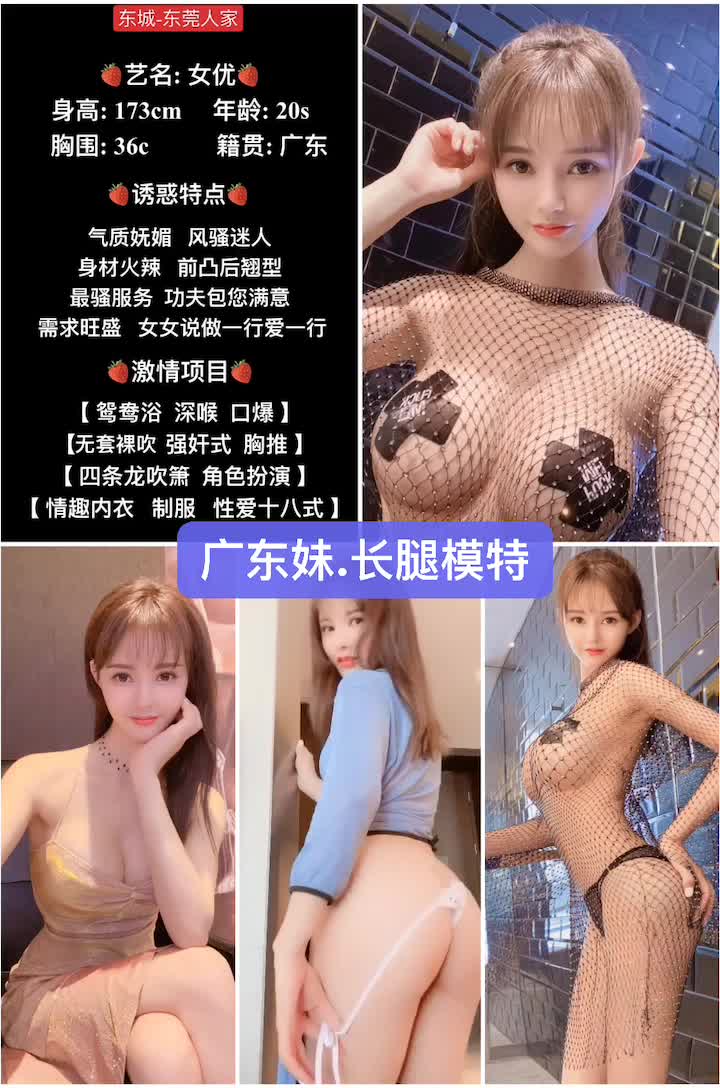 东城-东莞人家
🍓艺名: 女优🍓
身高: 173cm 年龄: 20s
胸围: 36c 籍贯: 广东
🍓诱惑特点🍓
气质妩媚 风骚迷人
身材火辣 前凸后翘型
最骚服务 功夫包您满意
需求旺盛 女女说做一行爱一行
🍓激情项目🍓
【 鸳鸯浴 深喉 口爆 】
【无套裸吹 强奸式 胸推 】
【 四条龙吹箫 角色扮演 】
【 情趣内衣 制服 性爱十八式 】
广东妹.长腿模特